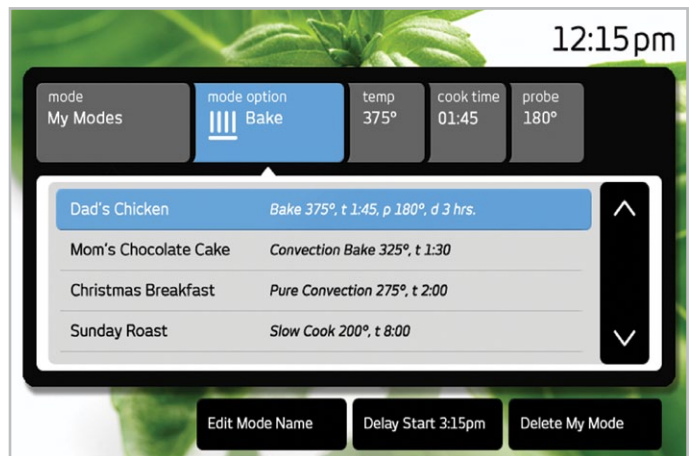 12:15pm
mode
My Modes
mode option
Bake
temp
375°
cook time
01:45
probe
180°
Dad's Chicken Bake 375°, t 1:45, p 180°, d 3 hrs.
Mom's Chocolate Cake Convection Bake 325°, t 1:30
Christmas Breakfast Pure Convection 275°, t 2:00
Sunday Roast Slow Cook 200°, t 8:00
Edit Mode Name
Delay Start 3:15pm
Delete My Mode